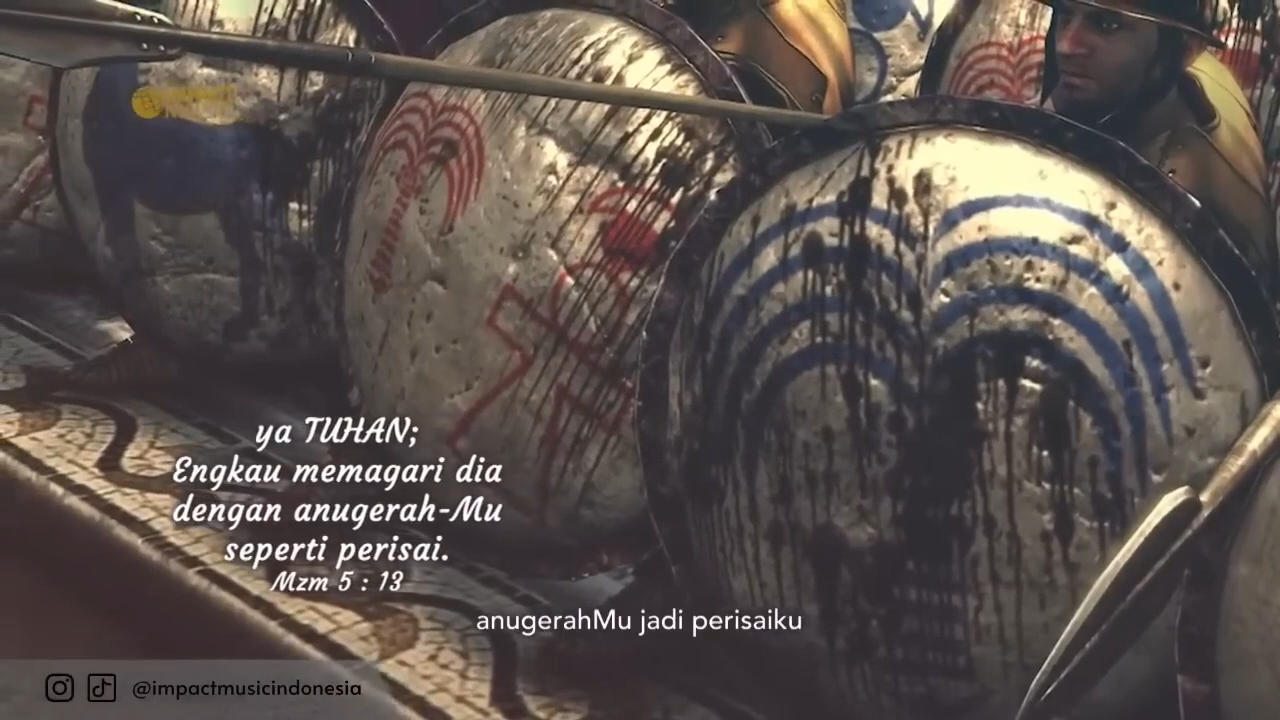 ya TUHAN;
Engkau memagari dia
dengan anugerah-Mu
seperti perisai.
Mzm 5 : 13
anugerahMu jadi perisaiku
@impactmusicindonesia